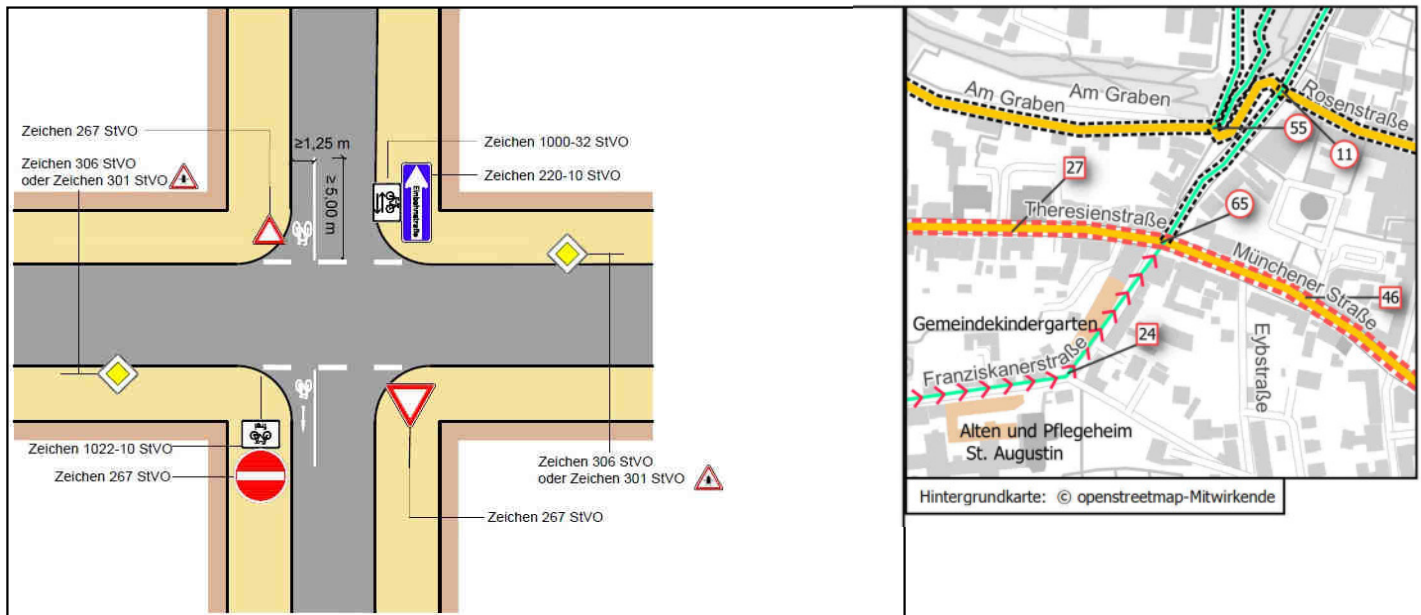 Zeichen 267 StVO
Zeichen 306 StVO
oder Zeichen 301 StVO
≥1,25 m
≥5,00 m
Zeichen 1000-32 StVO
Zeichen 220-10 StVO
Einbahnstraße
Zeichen 1022-10 StVO
frei
Zeichen 267 StVO
Zeichen 306 StVO
oder Zeichen 301 StVO
Zeichen 267 StVO
Am Graben
Am Graben
Rosenstraße
55
11
27
65
Theresienstraße
Münchener Straße
46
Gemeindekindergarten
24
Franziskanerstraße
Eybstraße
Alten und Pflegeheim
St. Augustin
Hintergrundkarte: © openstreetmap-Mitwirkende